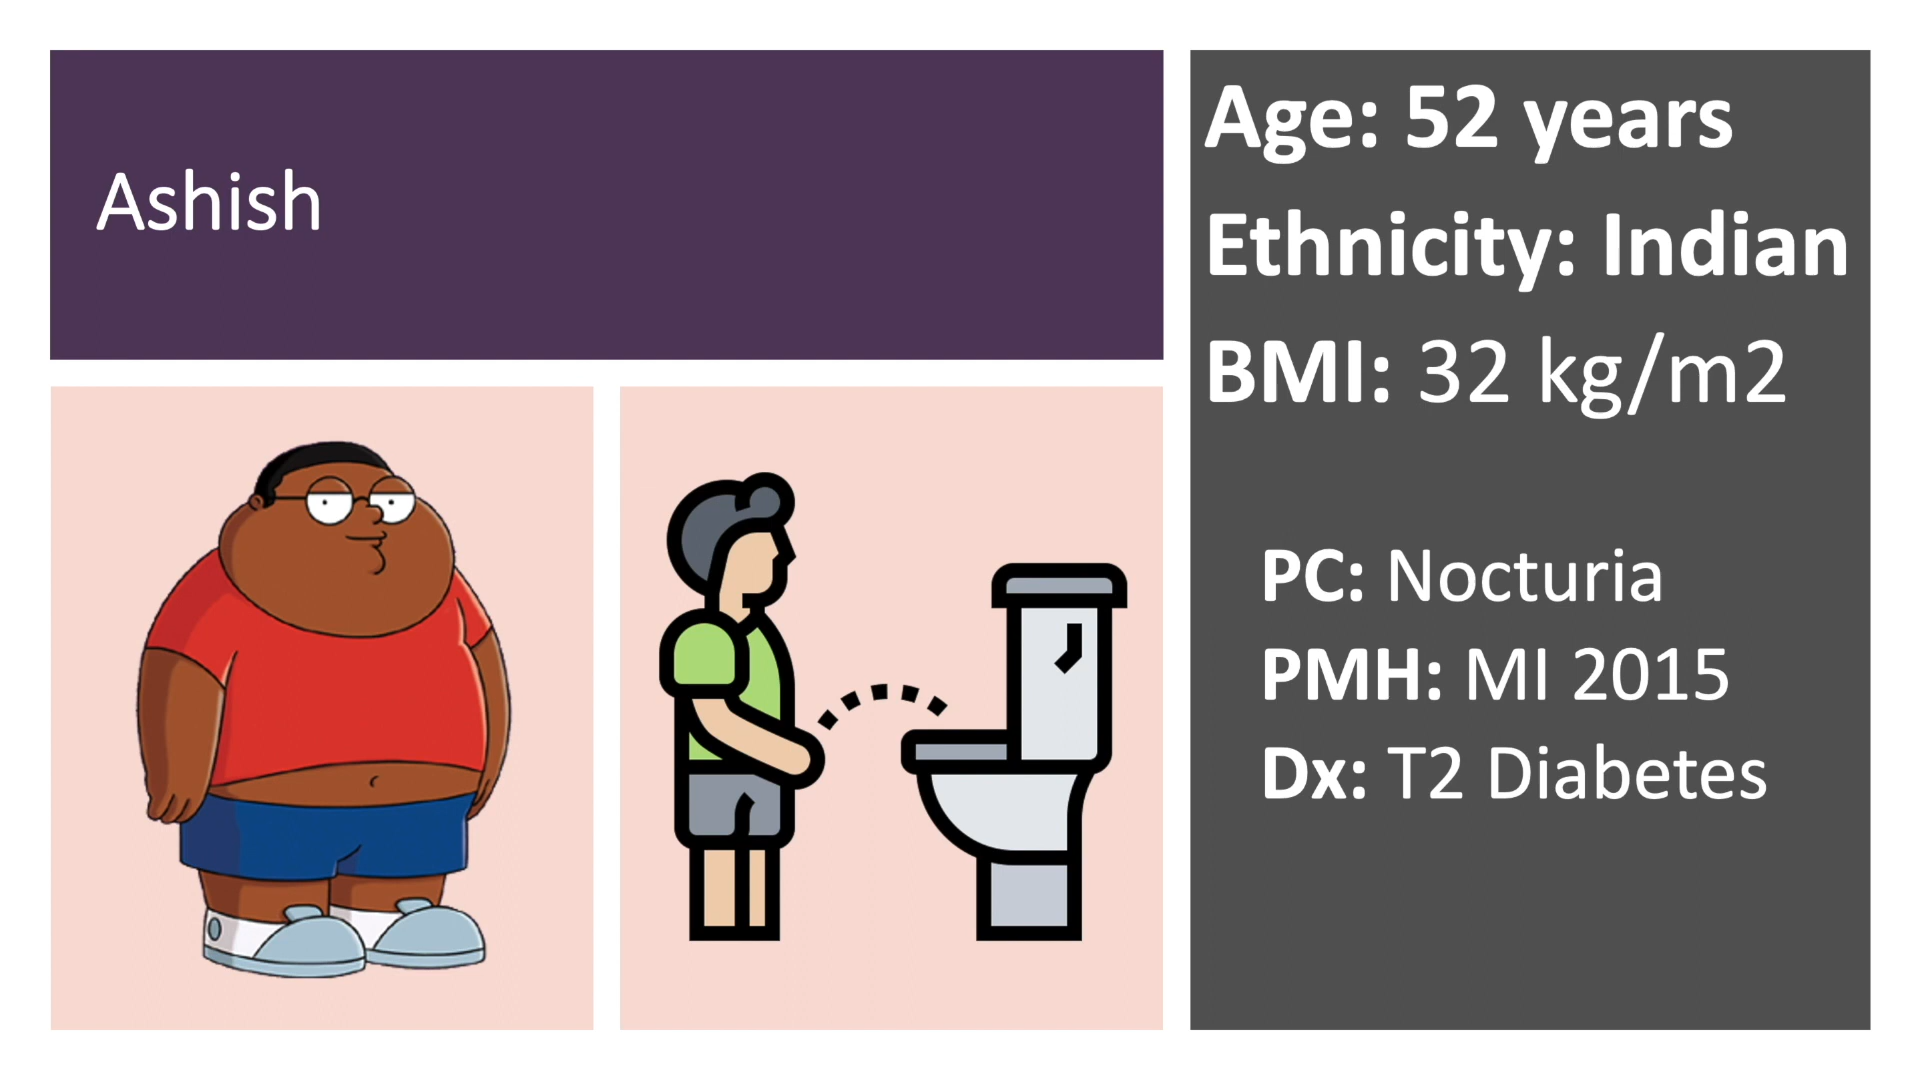 Ashish
Age: 52 years
Ethnicity: Indian
BMI: 32 kg/m2
PC: Nocturia
PMH: MI 2015
Dx: T2 Diabetes